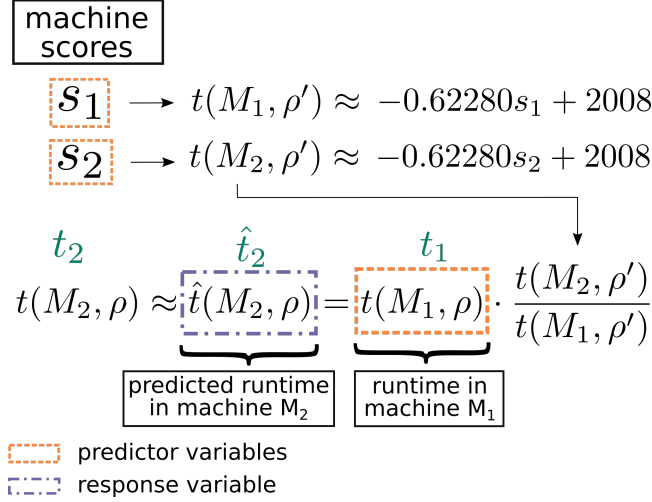 machine
scores
s₁ → t(M₁, ρ′) ≈ −0.62280s₁ + 2008
s₂ → t(M₂, ρ′) ≈ −0.62280s₂ + 2008
t₂ t̂₂ t₁
t(M₂, ρ) ≈ t̂(M₂, ρ) = t(M₁, ρ) · t(M₂, ρ′) / t(M₁, ρ′)
predicted runtime
in machine M₂
runtime in
machine M₁
predictor variables
response variable